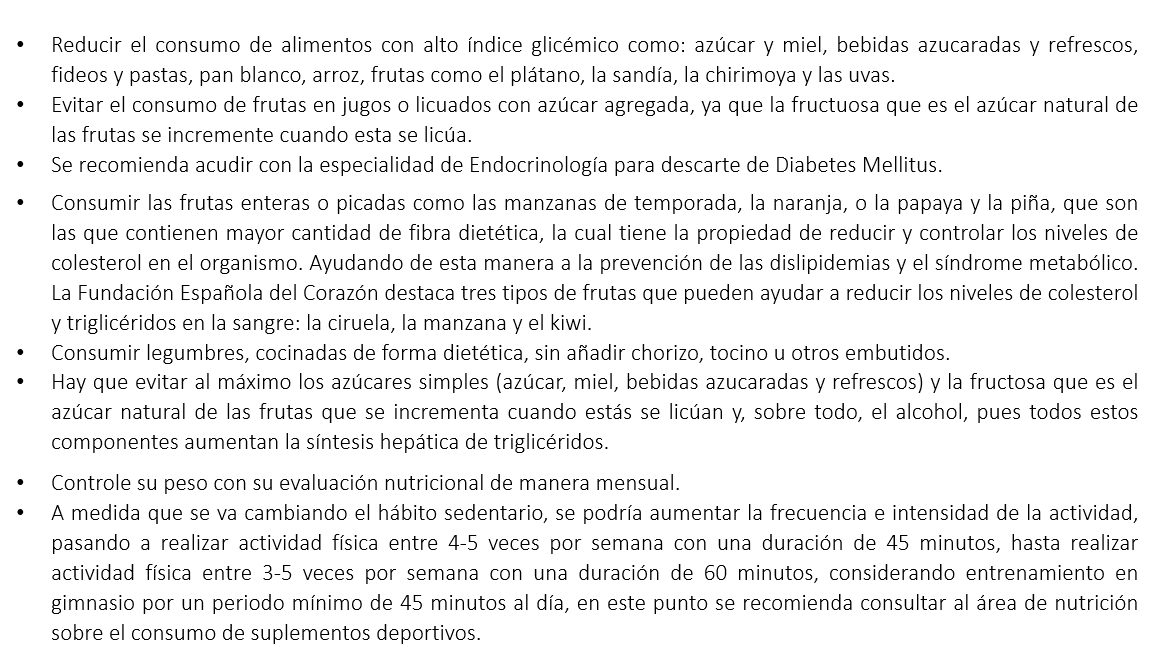 • Reducir el consumo de alimentos con alto índice glicémico como: azúcar y miel, bebidas azucaradas y refrescos,
fideos y pastas, pan blanco, arroz, frutas como el plátano, la sandía, la chirimoya y las uvas.
• Evitar el consumo de frutas en jugos o licuados con azúcar agregada, ya que la fructuosa que es el azúcar natural de
las frutas se incremente cuando esta se licúa.
• Se recomienda acudir con la especialidad de Endocrinología para descarte de Diabetes Mellitus.
• Consumir las frutas enteras o picadas como las manzanas de temporada, la naranja, o la papaya y la piña, que son
las que contienen mayor cantidad de fibra dietética, la cual tiene la propiedad de reducir y controlar los niveles de
colesterol en el organismo. Ayudando de esta manera a la prevención de las dislipidemias y el síndrome metabólico.
La Fundación Española del Corazón destaca tres tipos de frutas que pueden ayudar a reducir los niveles de colesterol
y triglicéridos en la sangre: la ciruela, la manzana y el kiwi.
• Consumir legumbres, cocinadas de forma dietética, sin añadir chorizo, tocino u otros embutidos.
• Hay que evitar al máximo los azúcares simples (azúcar, miel, bebidas azucaradas y refrescos) y la fructosa que es el
azúcar natural de las frutas que se incrementa cuando estás se licúan y, sobre todo, el alcohol, pues todos estos
componentes aumentan la síntesis hepática de triglicéridos.
• Controle su peso con su evaluación nutricional de manera mensual.
• A medida que se va cambiando el hábito sedentario, se podría aumentar la frecuencia e intensidad de la actividad,
pasando a realizar actividad física entre 4-5 veces por semana con una duración de 45 minutos, hasta realizar
actividad física entre 3-5 veces por semana con una duración de 60 minutos, considerando entrenamiento en
gimnasio por un periodo mínimo de 45 minutos al día, en este punto se recomienda consultar al área de nutrición
sobre el consumo de suplementos deportivos.